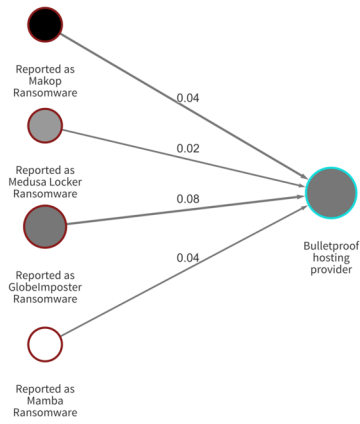 Reported as
Makop
Ransomware
0.04
Reported as
Medusa Locker
Ransomware
0.02
Reported as
GlobeImposter
Ransomware
0.08
Reported as
Mamba
Ransomware
0.04
Bulletproof
hosting
provider